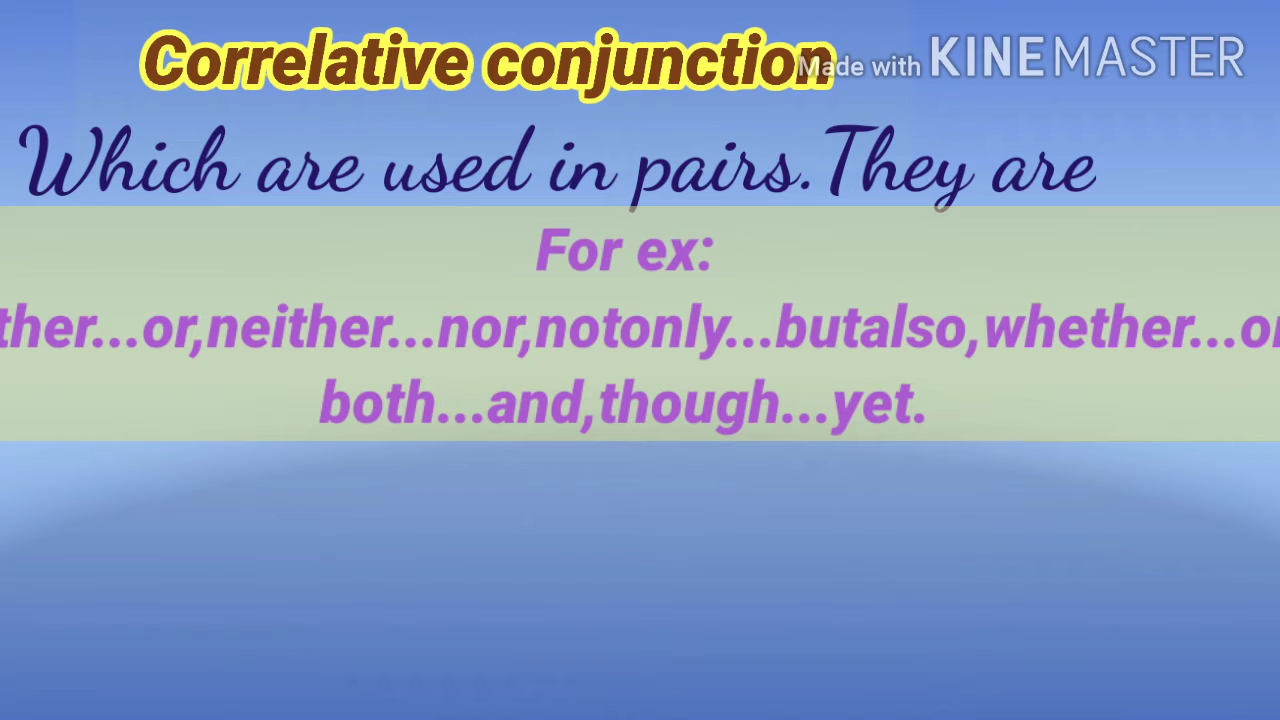 Correlative conjunction
Made with KINEMASTER
Which are used in pairs.They are
For ex:
ther...or,neither...nor,notonly...butalso,whether...or
both...and,though...yet.